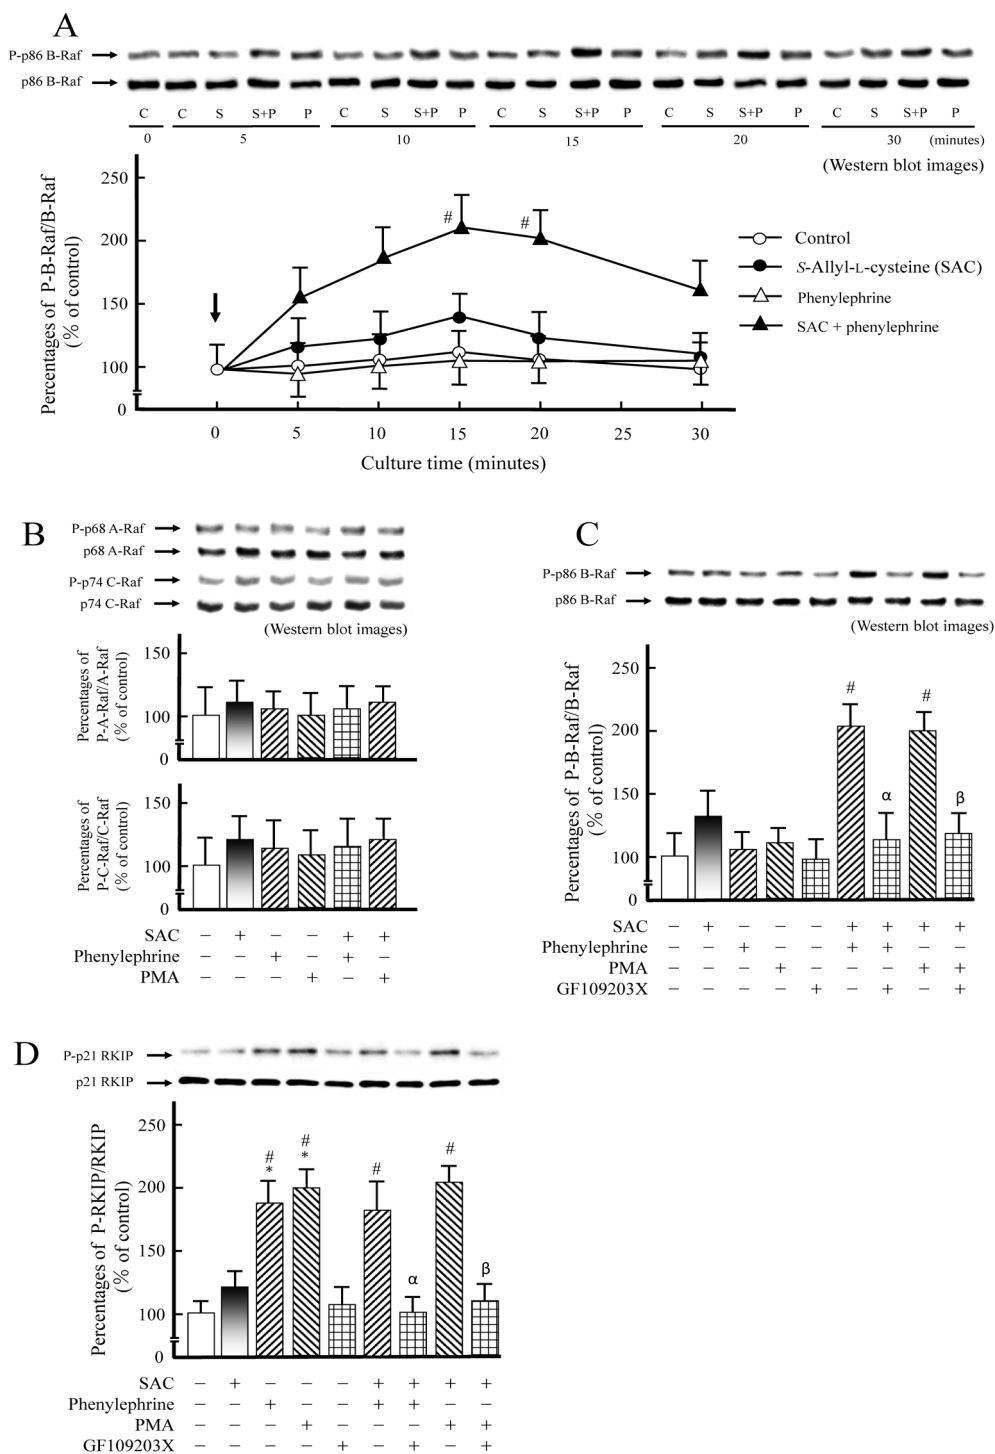 A
P-p86 B-Raf
p86 B-Raf
C C S S+P P C S S+P P C S S+P P C S S+P P C S S+P P
0 5 10 15 20 30 (minutes)
(Western blot images)
Percentages of P-B-Raf/B-Raf
(% of control)
250
200
150
100
0
# #
Control
S-Allyl-L-cysteine (SAC)
Phenylephrine
SAC + phenylephrine
0 5 10 15 20 25 30
Culture time (minutes)
B
P-p68 A-Raf
p68 A-Raf
P-p74 C-Raf
p74 C-Raf
(Western blot images)
Percentages of
P-A-Raf/A-Raf
(% of control)
150
100
0
Percentages of
P-C-Raf/C-Raf
(% of control)
150
100
0
SAC − + − − + +
Phenylephrine − − + − + −
PMA − − − + − +
C
P-p86 B-Raf
p86 B-Raf
(Western blot images)
Percentages of P-B-Raf/B-Raf
(% of control)
250
200
150
100
0
# α # β
SAC − + − − − + + + +
Phenylephrine − − + − − + + − −
PMA − − − + − − − + +
GF109203X − − − − + − + − +
D
P-p21 RKIP
p21 RKIP
Percentages of P-RKIP/RKIP
(% of control)
250
200
150
100
0
# # # α # β
* *
SAC − + − − − + + + +
Phenylephrine − − + − − + + − −
PMA − − − + − − − + +
GF109203X − − − − + − + − +